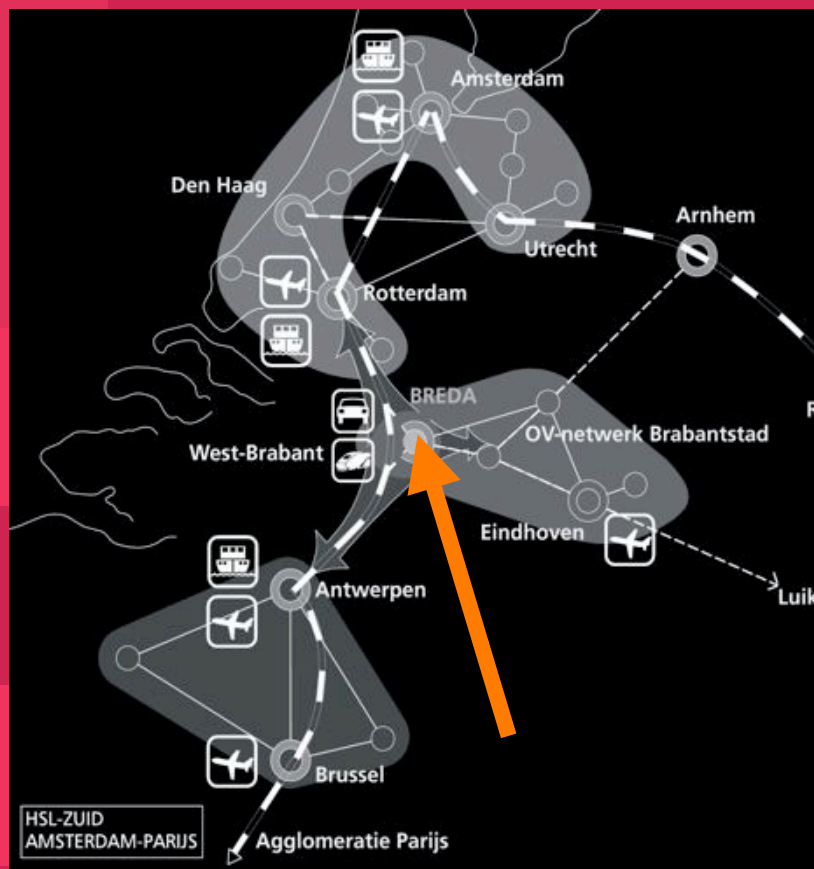 Amsterdam
Den Haag
Arnhem
Utrecht
Rotterdam
BREDA
R
OV-netwerk Brabantstad
West-Brabant
Eindhoven
Antwerpen
Luik
Brussel
HSL-ZUID
AMSTERDAM-PARIJS
Agglomeratie Parijs